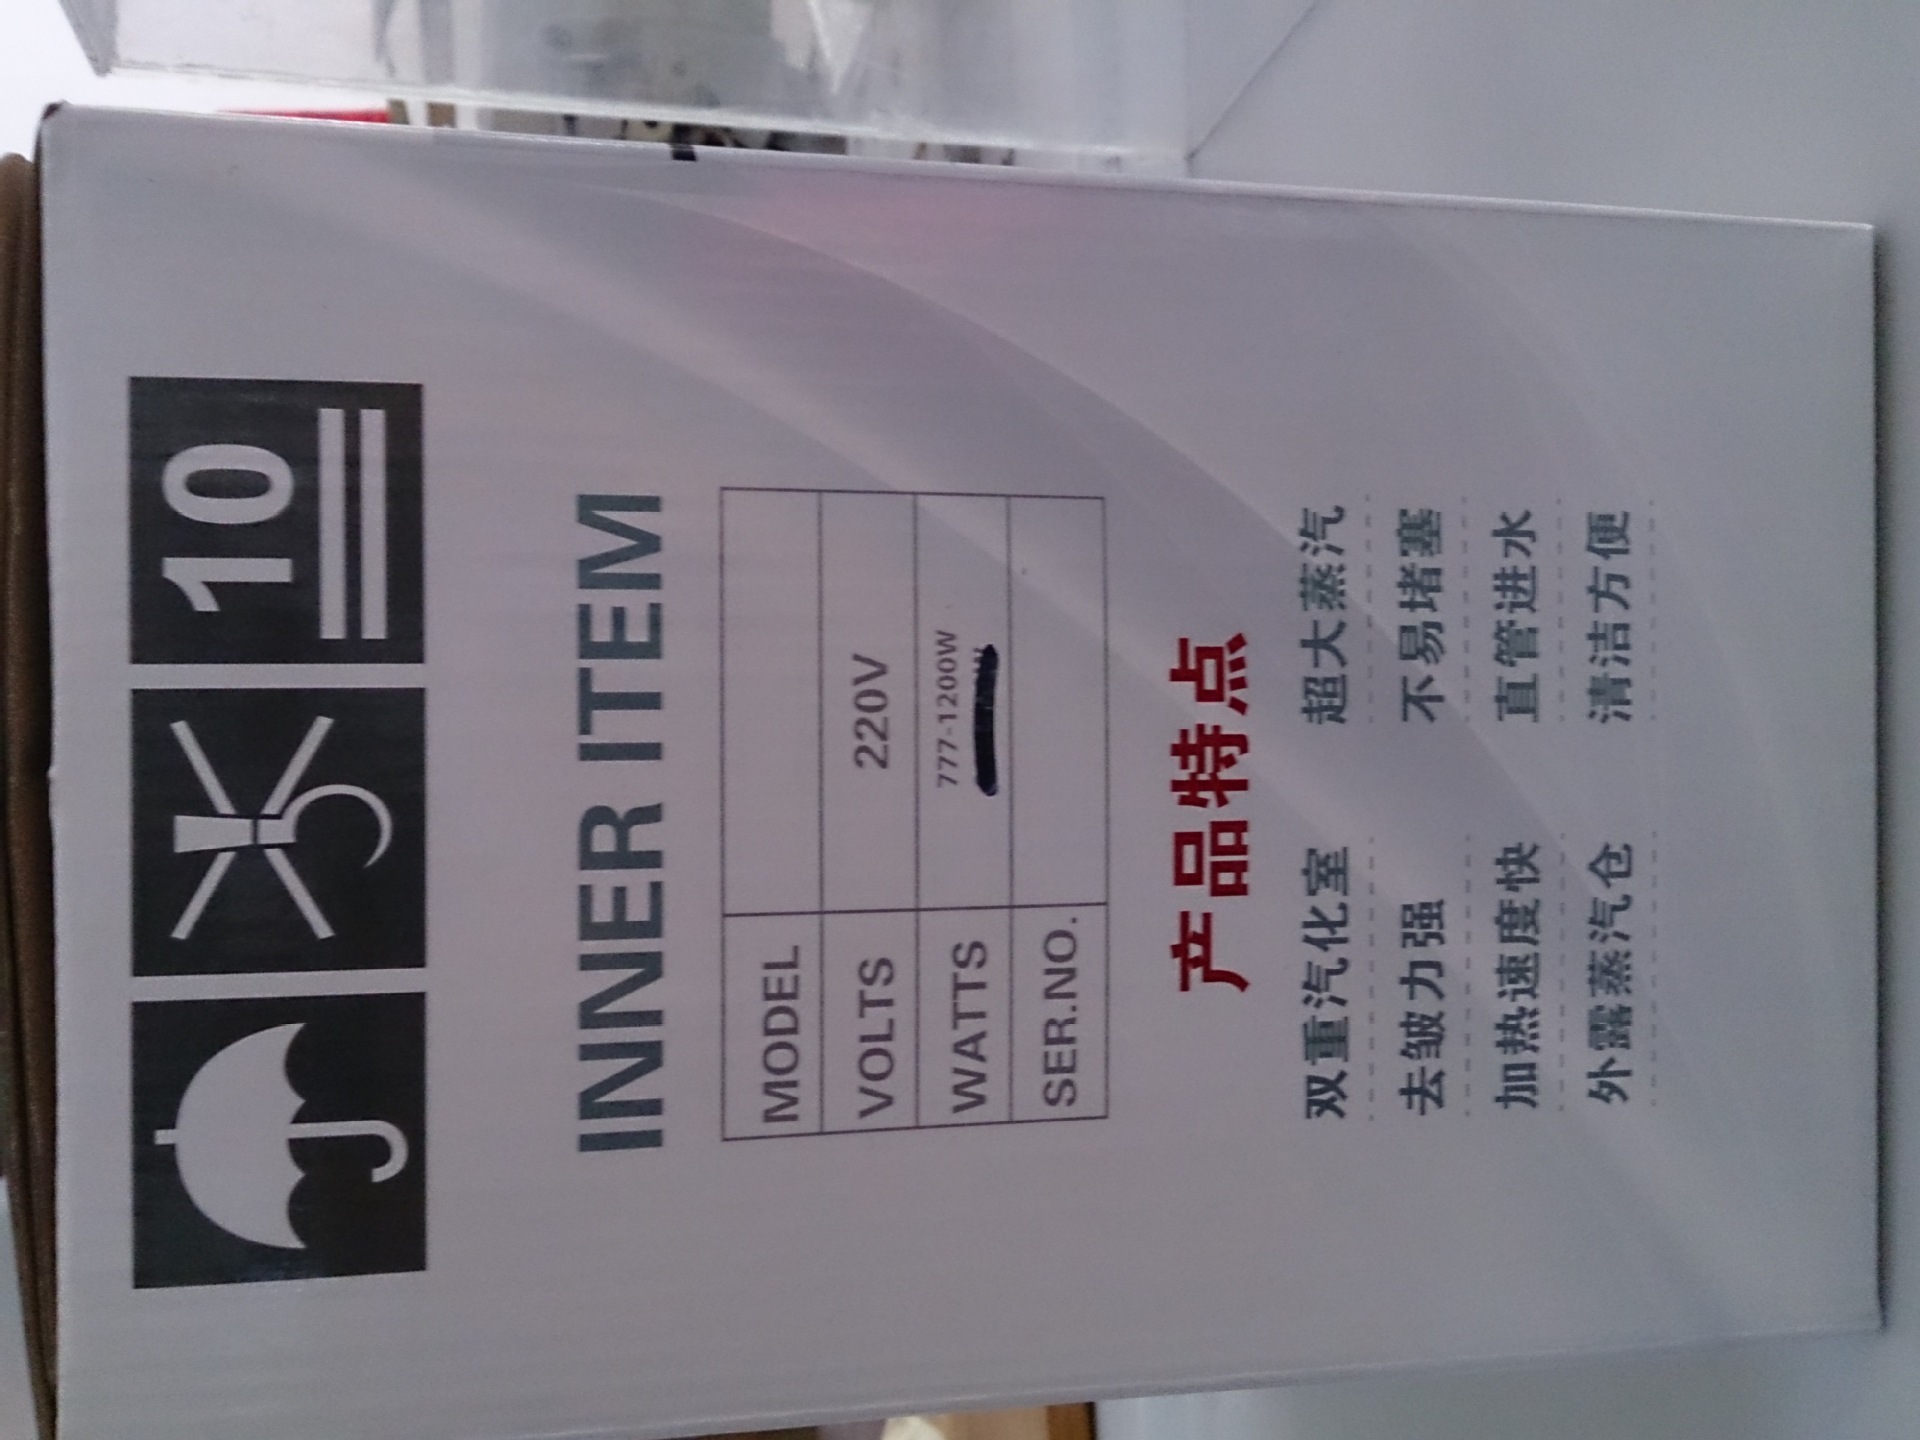 10
INNER ITEM
MODEL
VOLTS 220V
WATTS 777-1200W
SER.NO.
产品特点
双重汽化室 超大蒸汽
去皱力强 不易堵塞
加热速度快 直管进水
外露蒸汽仓 清洁方便